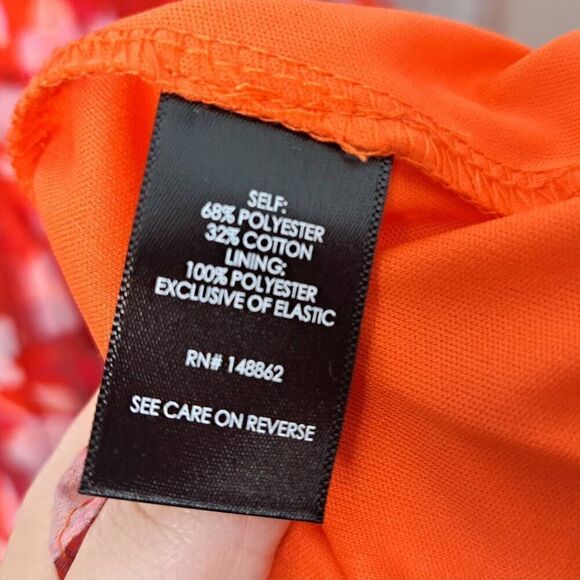 SELF:
68% POLYESTER
32% COTTON
LINING:
100% POLYESTER
EXCLUSIVE OF ELASTIC
RN# 148862
SEE CARE ON REVERSE